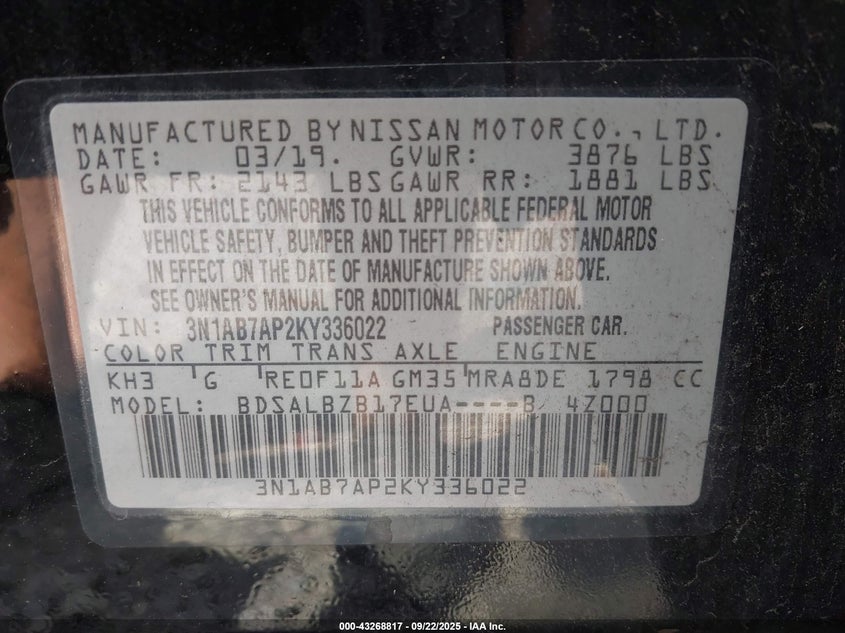 MANUFACTURED BY NISSAN MOTOR CO., LTD.
DATE: 03/19. GVWR: 3876 LBS
GAWR FR: 2143 LBS GAWR RR: 1881 LBS
THIS VEHICLE CONFORMS TO ALL APPLICABLE FEDERAL MOTOR
VEHICLE SAFETY, BUMPER AND THEFT PREVENTION STANDARDS
IN EFFECT ON THE DATE OF MANUFACTURE SHOWN ABOVE.
SEE OWNER'S MANUAL FOR ADDITIONAL INFORMATION.
VIN: 3N1AB7AP2KY336022 PASSENGER CAR.
COLOR TRIM TRANS AXLE ENGINE
KH3 G RE0F11A GM35 MRA8DE 1798 CC
MODEL: BDSALBZB17EUA----B 4Z000
3N1AB7AP2KY336022
000-43268817 - 09/22/2025 - IAA Inc.